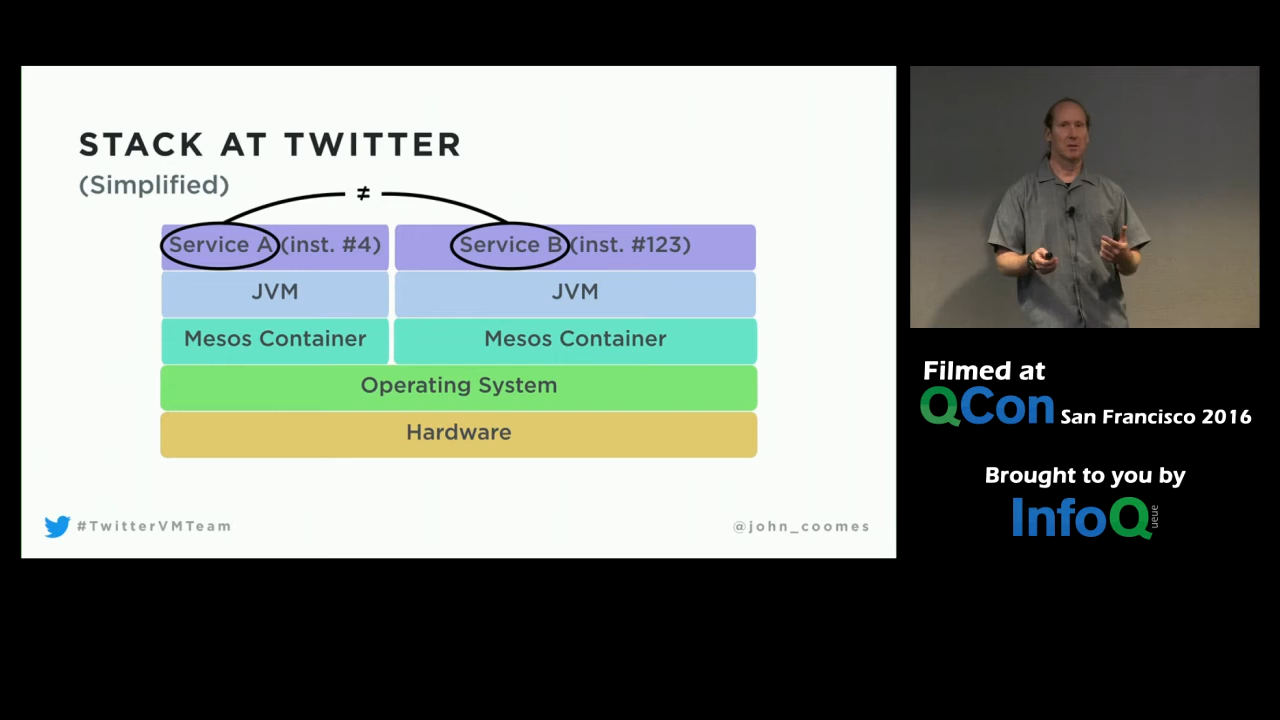 STACK AT TWITTER
(Simplified)
≠
Service A (inst. #4)
Service B (inst. #123)
JVM
JVM
Mesos Container
Mesos Container
Operating System
Hardware
#TwitterVMTeam
@john_coomes
Filmed at
QCon San Francisco 2016
Brought to you by
InfoQ
ueue